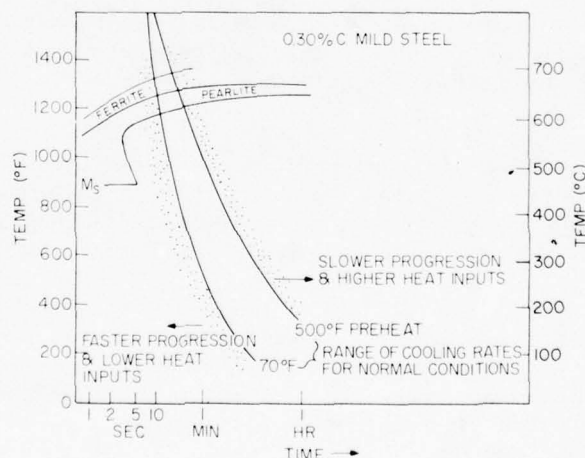 0.30%C MILD STEEL
TEMP (°F)
1400
1200
1000
800
600
400
200
0
FERRITE
PEARLITE
Ms
700
600
500
400
300
200
100
TEMP (°C)
SLOWER PROGRESSION
& HIGHER HEAT INPUTS
FASTER PROGRESSION
& LOWER HEAT
INPUTS
500°F PREHEAT
70°F
RANGE OF COOLING RATES
FOR NORMAL CONDITIONS
1 2 5 10 1 1
SEC MIN HR
TIME